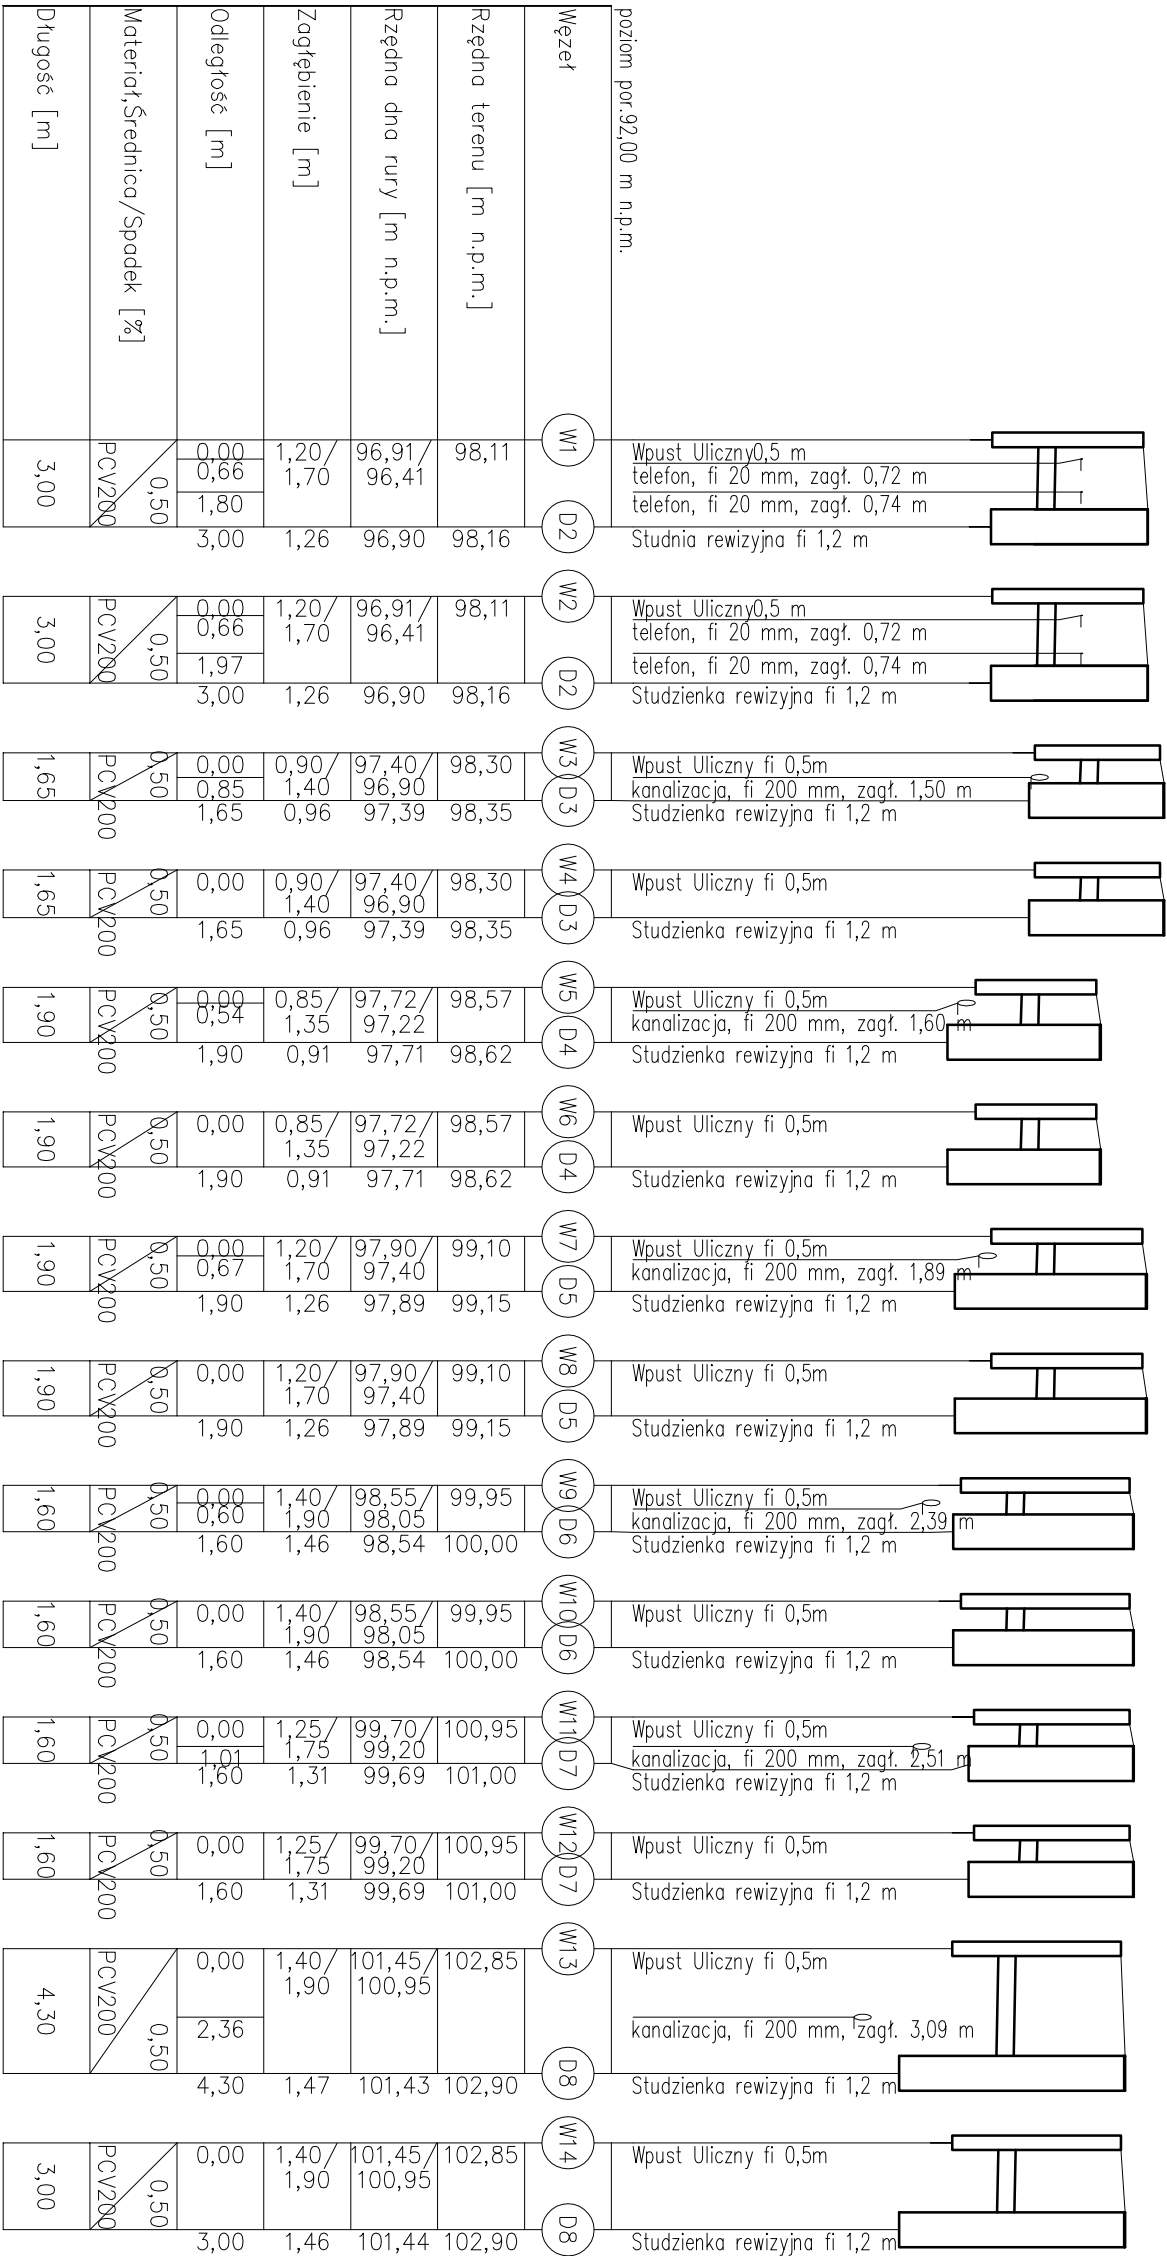 poziom por.92,00 m n.p.m.
Węzeł
Rzędna terenu [m n.p.m.]
Rzędna dna rury [m n.p.m.]
Zagłębienie [m]
Odległość [m]
Materiał,Średnica/Spadek [%]
Długość [m]
3,00 PCV200 0,50 0,00 1,20/ 96,91/ 98,11 W1 Wpust Uliczny0,5 m
0,66 1,70 96,41 telefon, fi 20 mm, zagł. 0,72 m
1,80 telefon, fi 20 mm, zagł. 0,74 m
3,00 1,26 96,90 98,16 D2 Studnia rewizyjna fi 1,2 m
3,00 PCV200 0,50 0,00 1,20/ 96,91/ 98,11 W2 Wpust Uliczny0,5 m
0,66 1,70 96,41 telefon, fi 20 mm, zagł. 0,72 m
1,97 telefon, fi 20 mm, zagł. 0,74 m
3,00 1,26 96,90 98,16 D2 Studzienka rewizyjna fi 1,2 m
1,65 PCV200 0,50 0,00 0,90/ 97,40/ 98,30 W3 Wpust Uliczny fi 0,5m
0,85 1,40 96,90 kanalizacja, fi 200 mm, zagł. 1,50 m
1,65 0,96 97,39 98,35 D3 Studzienka rewizyjna fi 1,2 m
1,65 PCV200 0,50 0,00 0,90/ 97,40/ 98,30 W4 Wpust Uliczny fi 0,5m
1,40 96,90
1,65 0,96 97,39 98,35 D3 Studzienka rewizyjna fi 1,2 m
1,90 PCV200 0,50 0,00 0,85/ 97,72/ 98,57 W5 Wpust Uliczny fi 0,5m
0,54 1,35 97,22 kanalizacja, fi 200 mm, zagł. 1,60 m
1,90 0,91 97,71 98,62 D4 Studzienka rewizyjna fi 1,2 m
1,90 PCV200 0,50 0,00 0,85/ 97,72/ 98,57 W6 Wpust Uliczny fi 0,5m
1,35 97,22
1,90 0,91 97,71 98,62 D4 Studzienka rewizyjna fi 1,2 m
1,90 PCV200 0,50 0,00 1,20/ 97,90/ 99,10 W7 Wpust Uliczny fi 0,5m
0,67 1,70 97,40 kanalizacja, fi 200 mm, zagł. 1,89 m
1,90 1,26 97,89 99,15 D5 Studzienka rewizyjna fi 1,2 m
1,90 PCV200 0,50 0,00 1,20/ 97,90/ 99,10 W8 Wpust Uliczny fi 0,5m
1,70 97,40
1,90 1,26 97,89 99,15 D5 Studzienka rewizyjna fi 1,2 m
1,60 PCV200 0,50 0,00 1,40/ 98,55/ 99,95 W9 Wpust Uliczny fi 0,5m
0,60 1,90 98,05 kanalizacja, fi 200 mm, zagł. 2,39 m
1,60 1,46 98,54 100,00 D6 Studzienka rewizyjna fi 1,2 m
1,60 PCV200 0,50 0,00 1,40/ 98,55/ 99,95 W10 Wpust Uliczny fi 0,5m
1,90 98,05
1,60 1,46 98,54 100,00 D6 Studzienka rewizyjna fi 1,2 m
1,60 PCV200 0,50 0,00 1,25/ 99,70/ 100,95 W11 Wpust Uliczny fi 0,5m
1,01 1,75 99,20 kanalizacja, fi 200 mm, zagł. 2,51 m
1,60 1,31 99,69 101,00 D7 Studzienka rewizyjna fi 1,2 m
1,60 PCV200 0,50 0,00 1,25/ 99,70/ 100,95 W12 Wpust Uliczny fi 0,5m
1,75 99,20
1,60 1,31 99,69 101,00 D7 Studzienka rewizyjna fi 1,2 m
4,30 PCV200 0,50 0,00 1,40/ 101,45/ 102,85 W13 Wpust Uliczny fi 0,5m
1,90 100,95
2,36 kanalizacja, fi 200 mm, zagł. 3,09 m
4,30 1,47 101,43 102,90 D8 Studzienka rewizyjna fi 1,2 m
3,00 PCV200 0,50 0,00 1,40/ 101,45/ 102,85 W14 Wpust Uliczny fi 0,5m
1,90 100,95
3,00 1,46 101,44 102,90 D8 Studzienka rewizyjna fi 1,2 m